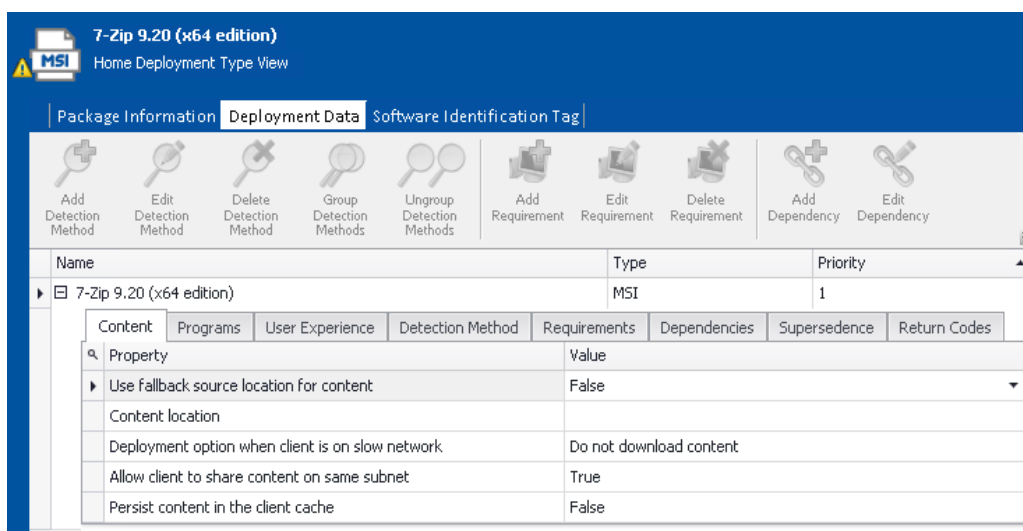 7-Zip 9.20 (x64 edition)
MSI
Home Deployment Type View
Package Information Deployment Data Software Identification Tag
Add Detection Method
Edit Detection Method
Delete Detection Method
Group Detection Methods
Ungroup Detection Methods
Add Requirement
Edit Requirement
Delete Requirement
Add Dependency
Edit Dependency
Name Type Priority
7-Zip 9.20 (x64 edition) MSI 1
Content Programs User Experience Detection Method Requirements Dependencies Supersedence Return Codes
Property Value
Use fallback source location for content False
Content location
Deployment option when client is on slow network Do not download content
Allow client to share content on same subnet True
Persist content in the client cache False